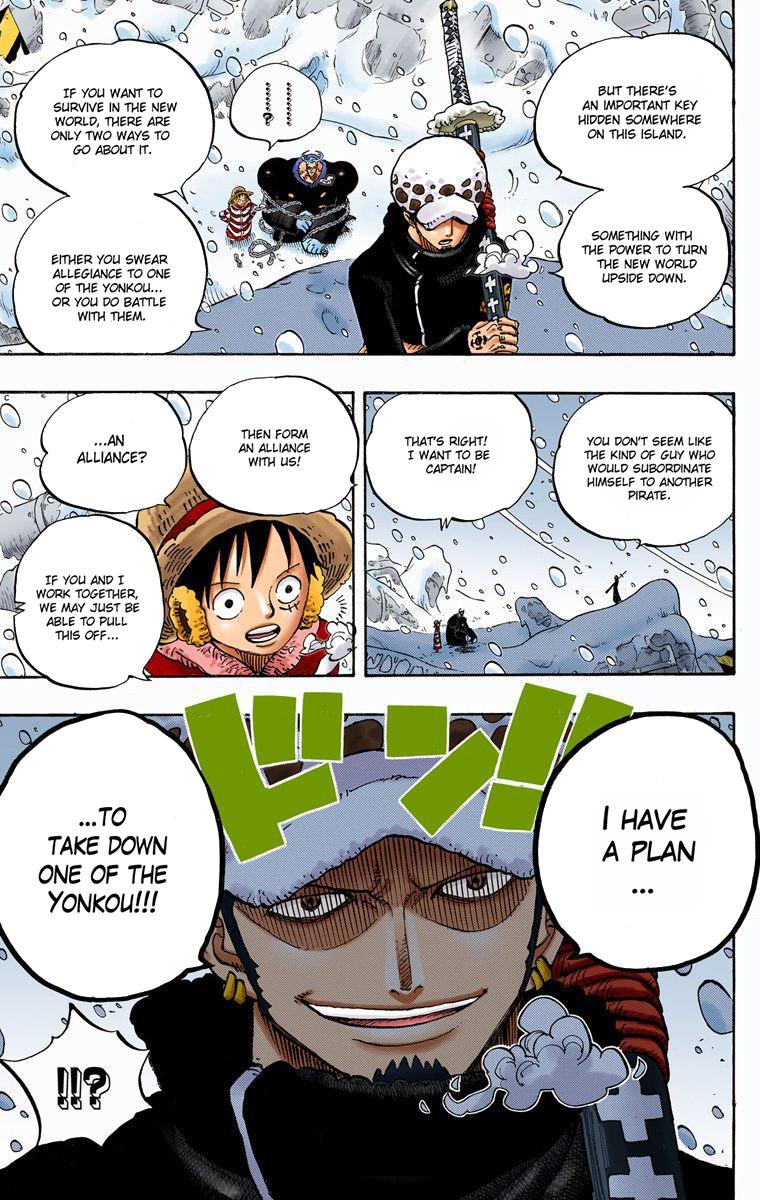 BUT THERE'S
AN IMPORTANT KEY
HIDDEN SOMEWHERE
ON THIS ISLAND.
SOMETHING WITH
THE POWER TO TURN
THE NEW WORLD
UPSIDE DOWN.
!!!!!!?
IF YOU WANT TO
SURVIVE IN THE NEW
WORLD, THERE ARE
ONLY TWO WAYS TO
GO ABOUT IT.
EITHER YOU SWEAR
ALLEGIANCE TO ONE
OF THE YONKOU...
OR YOU DO BATTLE
WITH THEM.
YOU DON'T SEEM LIKE
THE KIND OF GUY WHO
WOULD SUBORDINATE
HIMSELF TO ANOTHER
PIRATE.
THAT'S RIGHT!
I WANT TO BE
CAPTAIN!
THEN FORM
AN ALLIANCE
WITH US!
...AN
ALLIANCE?
IF YOU AND I
WORK TOGETHER,
WE MAY JUST BE
ABLE TO PULL
THIS OFF...
ドン!!
I HAVE
A PLAN
...
...TO
TAKE DOWN
ONE OF THE
YONKOU!!!
!!?